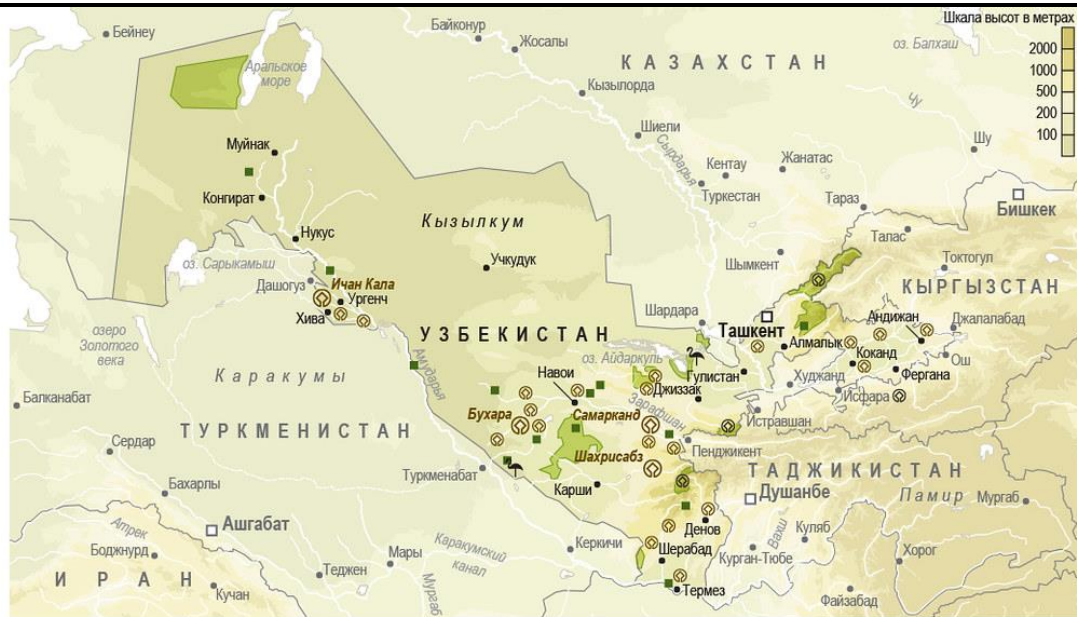 Шкала высот в метрах
2000
1000
500
200
100
Бейнеу
Байконур
Жосалы
оз. Балхаш
Аральское
море
КАЗАХСТАН
Кызылорда
Чу
Шиели
Сырдарья
Шу
Муйнак
Кентау
Жанатас
Туркестан
Конгират
Тараз
Бишкек
Кызылкум
Талас
Нукус
Токтогул
оз. Сарыкамыш
Учкудук
Шымкент
Дашогуз
Ичан Кала
КЫРГЫЗСТАН
Ургенч
Шардара
Андижан
Хива
Ташкент
Джалалабад
озеро
Золотого
века
УЗБЕКИСТАН
Алмалык
Коканд
оз. Айдаркуль
Ош
Амударья
Гулистан
Фергана
Каракумы
Навои
Джиззак
Худжанд
Исфара
Балканабат
Зарафшан
Бухара
Самарканд
Истравшан
ТУРКМЕНИСТАН
Пенджикент
Сердар
Шахрисабз
ТАДЖИКИСТАН
Туркменабат
Карши
Душанбе
Памир
Мургаб
Бахарлы
Ашгабат
Денов
Вахш
Куляб
Атрек
Каракумский
канал
Керкичи
Шерабад
Боджнурд
Мары
Курган-Тюбе
Хорог
ИРАН
Теджен
Мургаб
Кучан
Термез
Файзабад